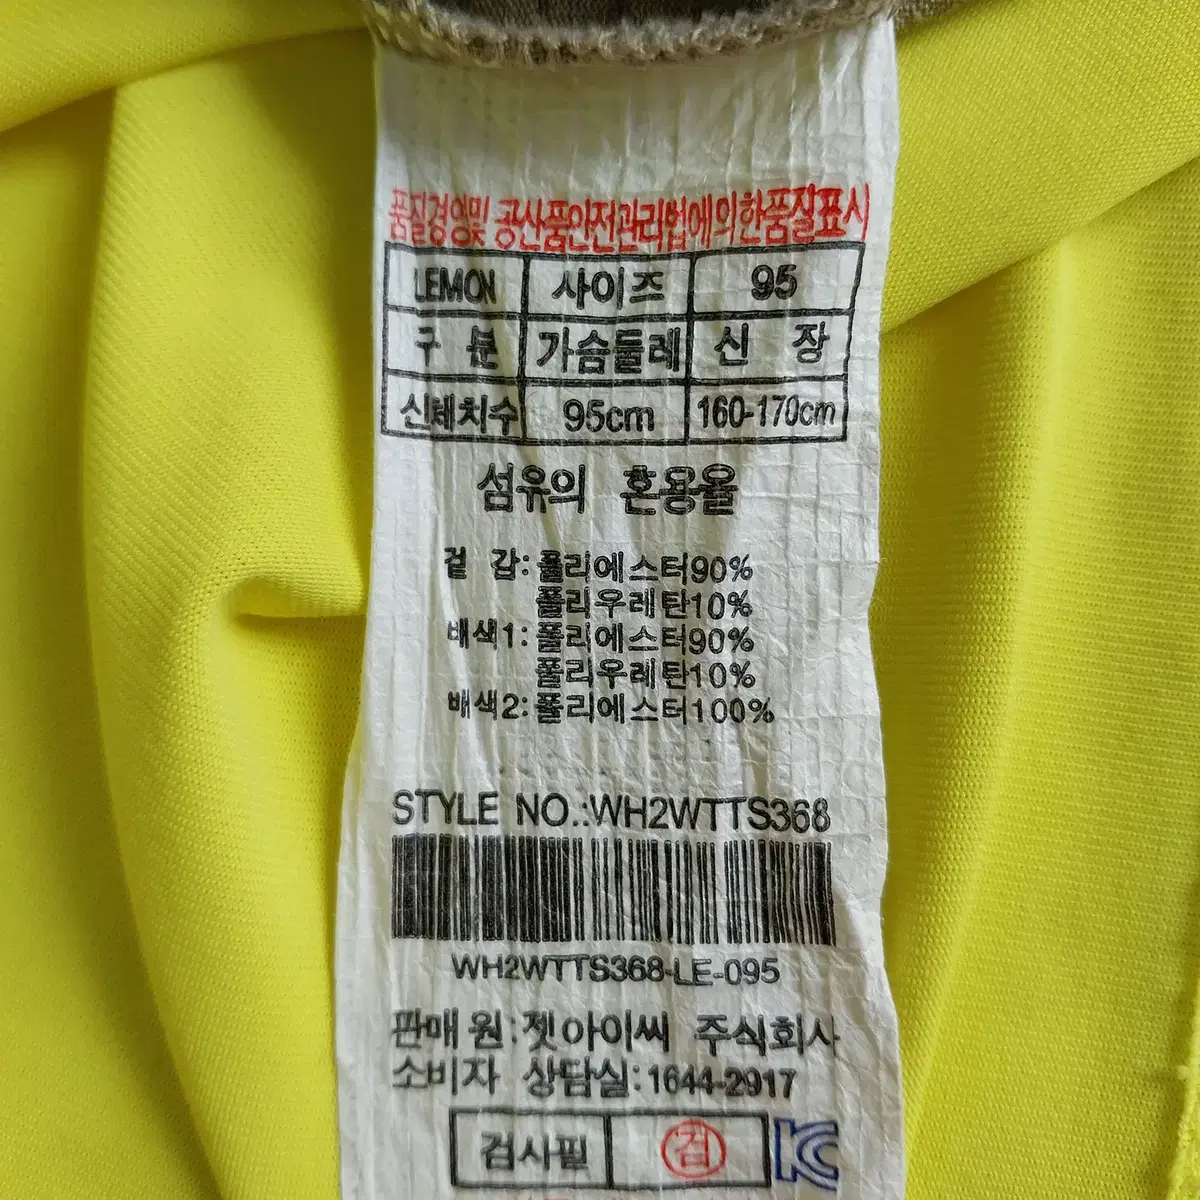 품질경영및 공산품안전관리법에의한품질표시
LEMON 사이즈 95
구 분 가슴둘레 신 장
신체치수 95cm 160-170cm
섬유의 혼용율
겉 감: 폴리에스터90%
폴리우레탄10%
배색1: 폴리에스터90%
폴리우레탄10%
배색2: 폴리에스터100%
STYLE NO.:WH2WTTS368
WH2WTTS368-LE-095
판매원:젯아이씨 주식회사
소비자 상담실:1644-2917
검사필 검 KC